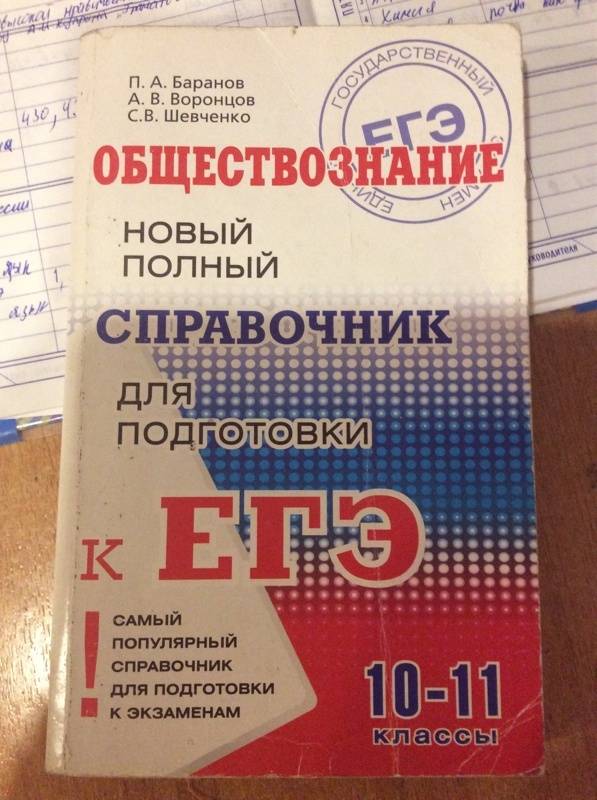 П. А. Баранов
А. В. Воронцов
С.В. Шевченко
ГОСУДАРСТВЕННЫЙ
ЕГЭ
ОБЩЕСТВОЗНАНИЕ
НОВЫЙ
ПОЛНЫЙ
СПРАВОЧНИК
ДЛЯ
ПОДГОТОВКИ
К ЕГЭ
!
САМЫЙ
ПОПУЛЯРНЫЙ
СПРАВОЧНИК
ДЛЯ ПОДГОТОВКИ
К ЭКЗАМЕНАМ
10-11
классы
Химия
430,